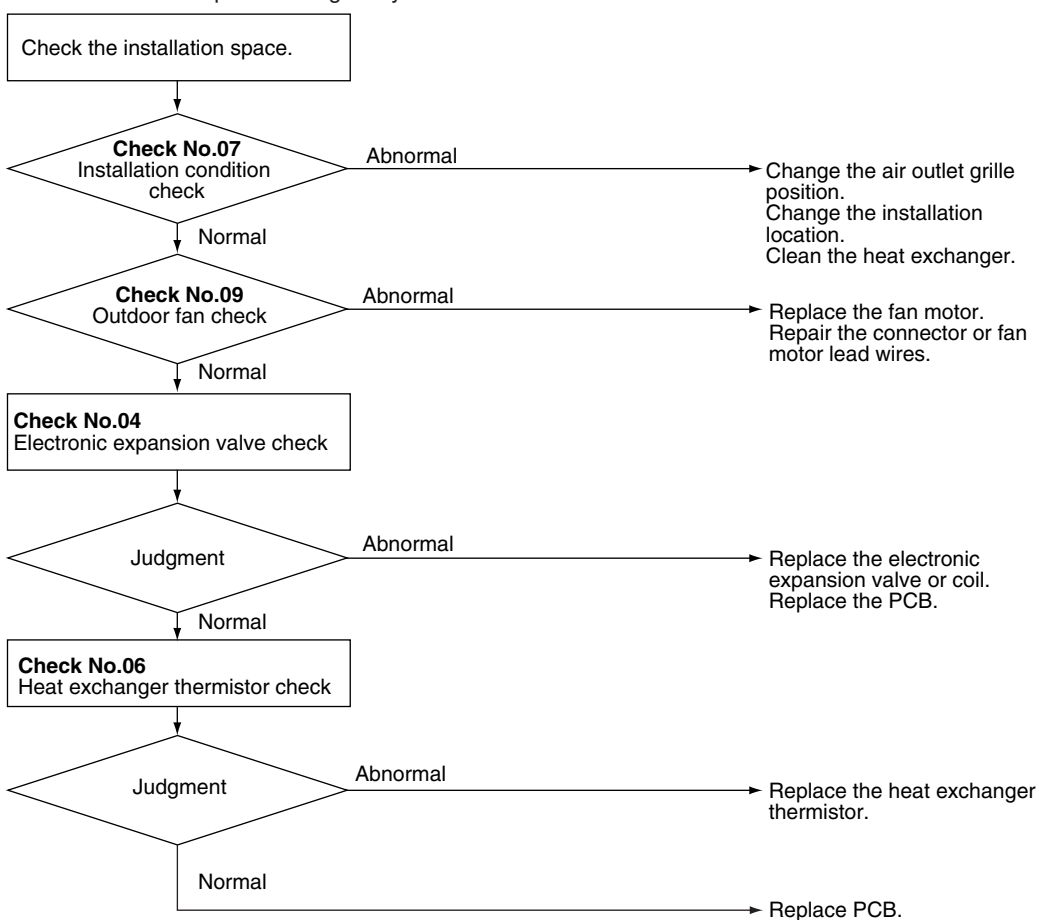 Check the installation space.
Check No.07
Installation condition
check
Abnormal
Change the air outlet grille
position.
Change the installation
location.
Clean the heat exchanger.
Normal
Check No.09
Outdoor fan check
Abnormal
Replace the fan motor.
Repair the connector or fan
motor lead wires.
Normal
Check No.04
Electronic expansion valve check
Judgment
Abnormal
Replace the electronic
expansion valve or coil.
Replace the PCB.
Normal
Check No.06
Heat exchanger thermistor check
Judgment
Abnormal
Replace the heat exchanger
thermistor.
Normal
Replace PCB.